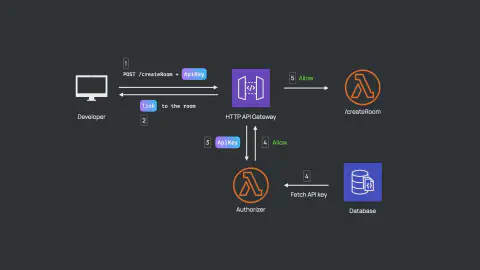 1
POST /createRoom + ApiKey
link to the room
2
Developer
HTTP API Gateway
5 Allow
/createRoom
3 ApiKey
4 Allow
Authorizer
4
Fetch API key
Database